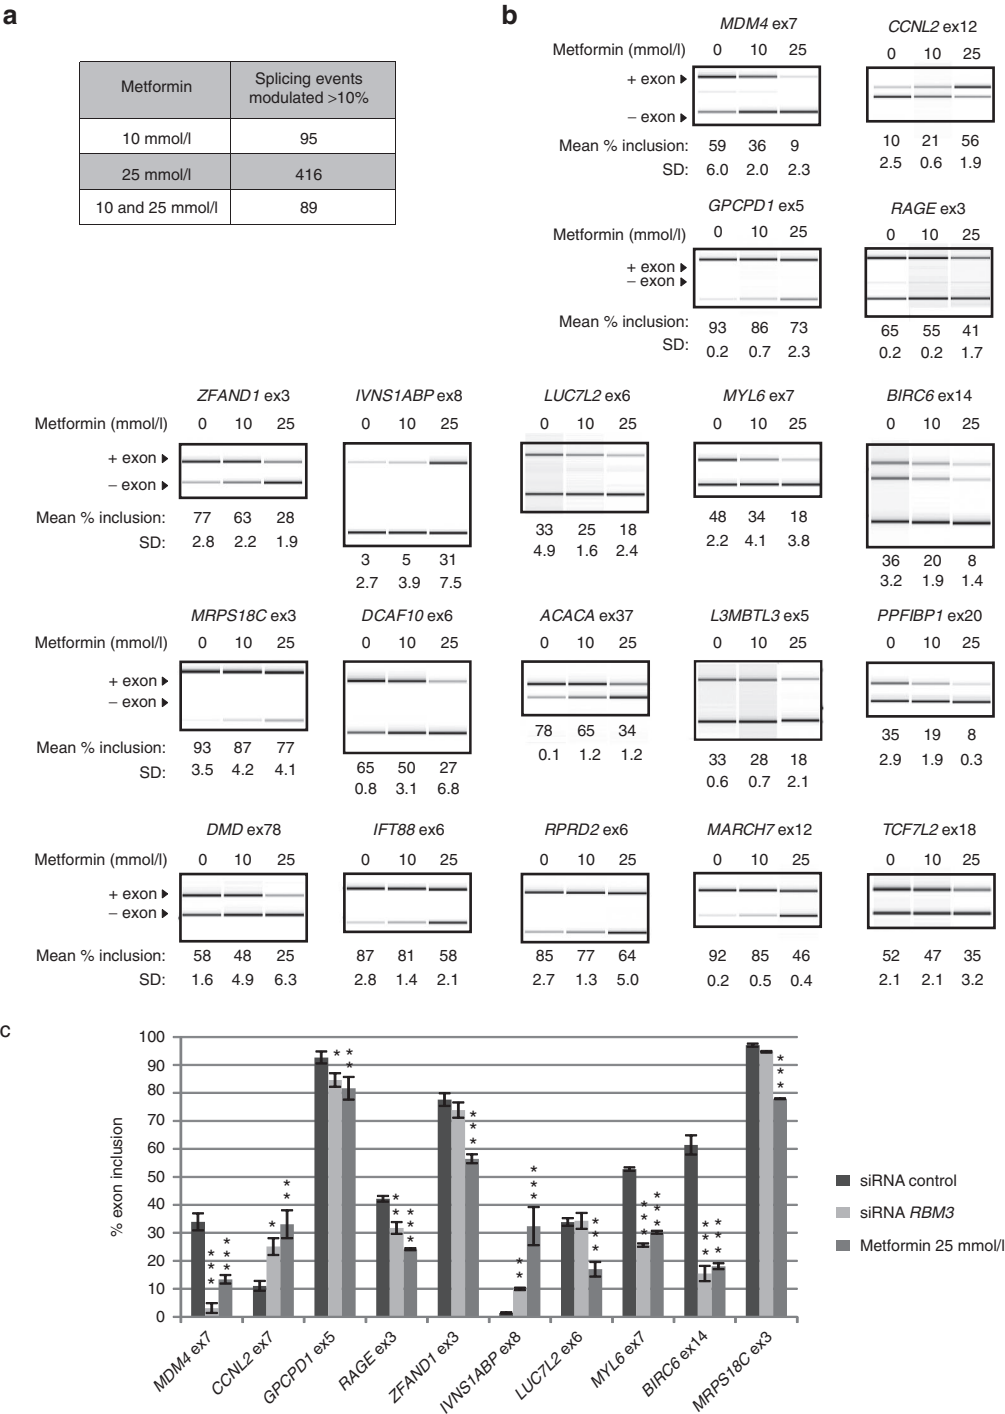 a
Metformin
Splicing events
modulated >10%
10 mmol/l 95
25 mmol/l 416
10 and 25 mmol/l 89
b
MDM4 ex7
Metformin (mmol/l) 0 10 25
+ exon
− exon
Mean % inclusion: 59 36 9
SD: 6.0 2.0 2.3
CCNL2 ex12
0 10 25
10 21 56
2.5 0.6 1.9
GPCPD1 ex5
Metformin (mmol/l) 0 10 25
+ exon
− exon
Mean % inclusion: 93 86 73
SD: 0.2 0.7 2.3
RAGE ex3
0 10 25
65 55 41
0.2 0.2 1.7
ZFAND1 ex3
Metformin (mmol/l) 0 10 25
+ exon
− exon
Mean % inclusion: 77 63 28
SD: 2.8 2.2 1.9
IVNS1ABP ex8
0 10 25
3 5 31
2.7 3.9 7.5
LUC7L2 ex6
0 10 25
33 25 18
4.9 1.6 2.4
MYL6 ex7
0 10 25
48 34 18
2.2 4.1 3.8
BIRC6 ex14
0 10 25
36 20 8
3.2 1.9 1.4
MRPS18C ex3
Metformin (mmol/l) 0 10 25
+ exon
− exon
Mean % inclusion: 93 87 77
SD: 3.5 4.2 4.1
DCAF10 ex6
0 10 25
65 50 27
0.8 3.1 6.8
ACACA ex37
0 10 25
78 65 34
0.1 1.2 1.2
L3MBTL3 ex5
0 10 25
33 28 18
0.6 0.7 2.1
PPFIBP1 ex20
0 10 25
35 19 8
2.9 1.9 0.3
DMD ex78
Metformin (mmol/l) 0 10 25
+ exon
− exon
Mean % inclusion: 58 48 25
SD: 1.6 4.9 6.3
IFT88 ex6
0 10 25
87 81 58
2.8 1.4 2.1
RPRD2 ex6
0 10 25
85 77 64
2.7 1.3 5.0
MARCH7 ex12
0 10 25
92 85 46
0.2 0.5 0.4
TCF7L2 ex18
0 10 25
52 47 35
2.1 2.1 3.2
c
% exon inclusion
100
90
80
70
60
50
40
30
20
10
0
***
***
*
**
*
**
***
***
***
**
***
***
***
***
***
***
***
MDM4 ex7
CCNL2 ex7
GPCPD1 ex5
RAGE ex3
ZFAND1 ex3
IVNS1ABP ex8
LUC7L2 ex6
MYL6 ex7
BIRC6 ex14
MRPS18C ex3
siRNA control
siRNA RBM3
Metformin 25 mmol/l